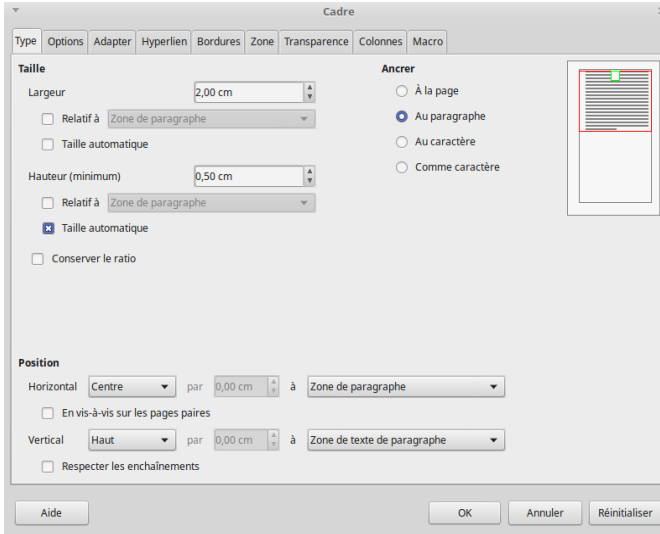 Cadre
Type Options Adapter Hyperlien Bordures Zone Transparence Colonnes Macro
Taille
Ancrer
Largeur 2,00 cm
À la page
Relatif à Zone de paragraphe
Au paragraphe
Taille automatique
Au caractère
Hauteur (minimum) 0,50 cm
Comme caractère
Relatif à Zone de paragraphe
Taille automatique
Conserver le ratio
Position
Horizontal Centre par 0,00 cm à Zone de paragraphe
En vis-à-vis sur les pages paires
Vertical Haut par 0,00 cm à Zone de texte de paragraphe
Respecter les enchaînements
Aide OK Annuler Réinitialiser